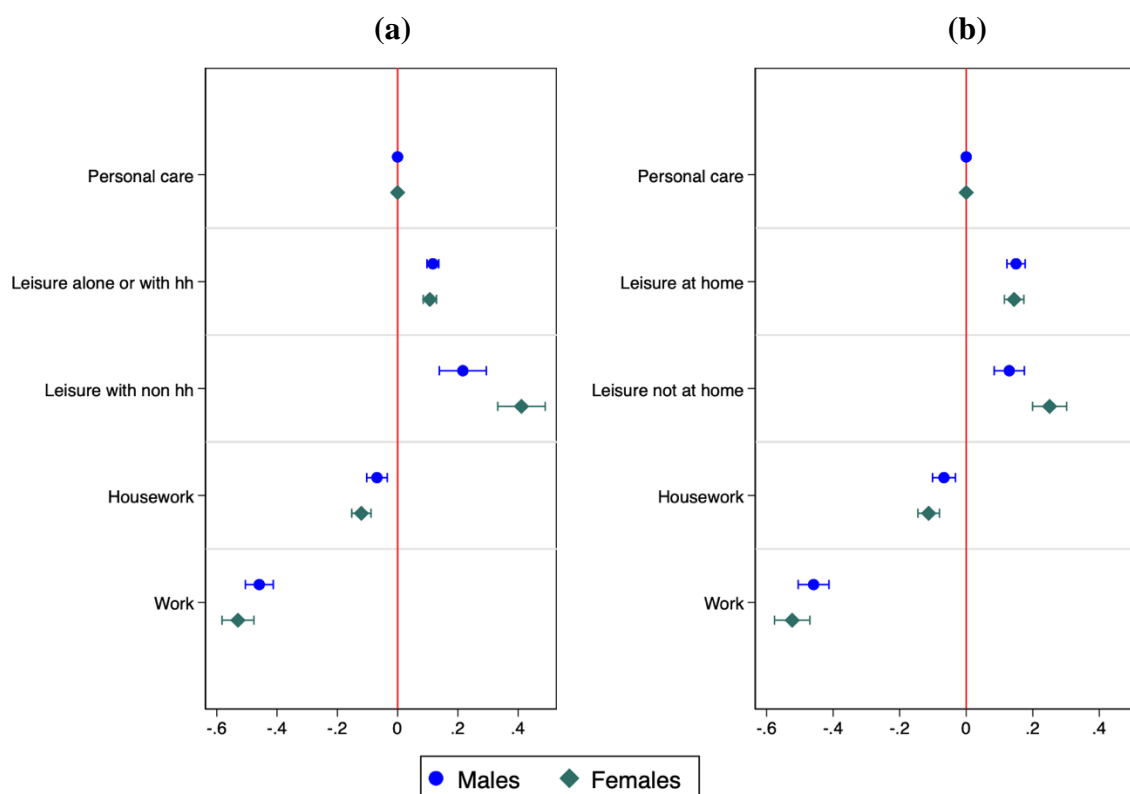 (a)
Personal care
Leisure alone or with hh
Leisure with non hh
Housework
Work
-.6 -.4 -.2 0 .2 .4
(b)
Personal care
Leisure at home
Leisure not at home
Housework
Work
-.6 -.4 -.2 0 .2 .4
Males Females